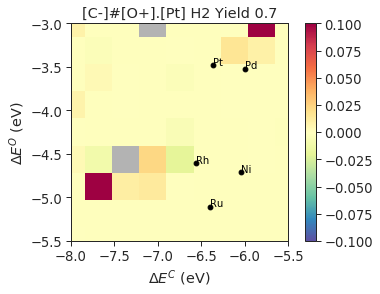 [C-]#[O+].[Pt] H2 Yield 0.7
−3.0
−3.5
−4.0
−4.5
−5.0
−5.5
ΔE^O (eV)
Pt
Pd
Rh
Ni
Ru
−8.0 −7.5 −7.0 −6.5 −6.0 −5.5
ΔE^C (eV)
0.100
0.075
0.050
0.025
0.000
−0.025
−0.050
−0.075
−0.100